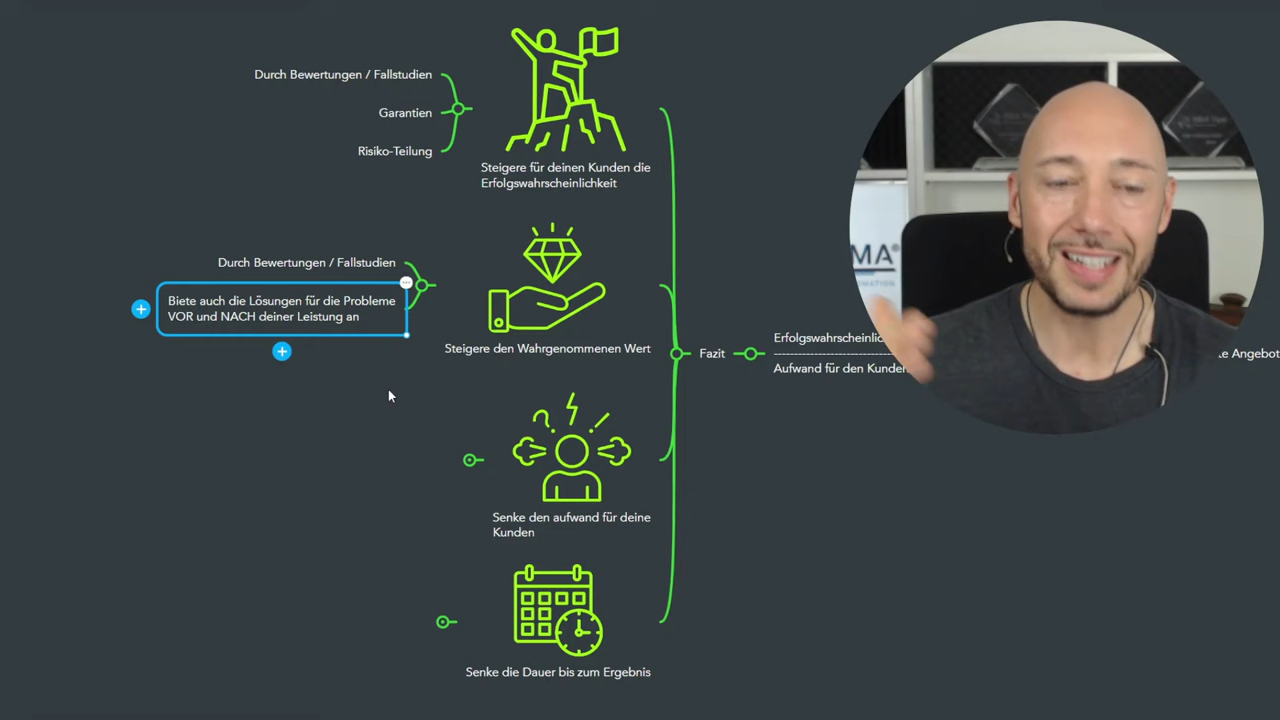 Durch Bewertungen / Fallstudien
Garantien
Risiko-Teilung
Steigere für deinen Kunden die
Erfolgswahrscheinlichkeit
Durch Bewertungen / Fallstudien
Biete auch die Lösungen für die Probleme
VOR und NACH deiner Leistung an
Steigere den Wahrgenommenen Wert
Senke den aufwand für deine
Kunden
Senke die Dauer bis zum Ergebnis
Fazit
Aufwand für den Kunden
Angebot